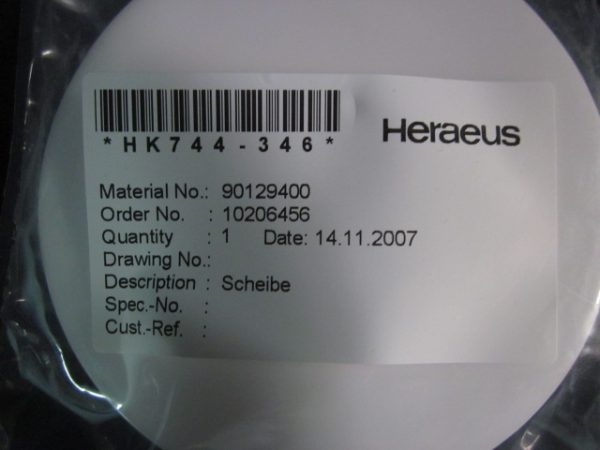 *HK744-346*
Heraeus
Material No.: 90129400
Order No. : 10206456
Quantity : 1 Date: 14.11.2007
Drawing No.:
Description : Scheibe
Spec.-No. :
Cust.-Ref. :